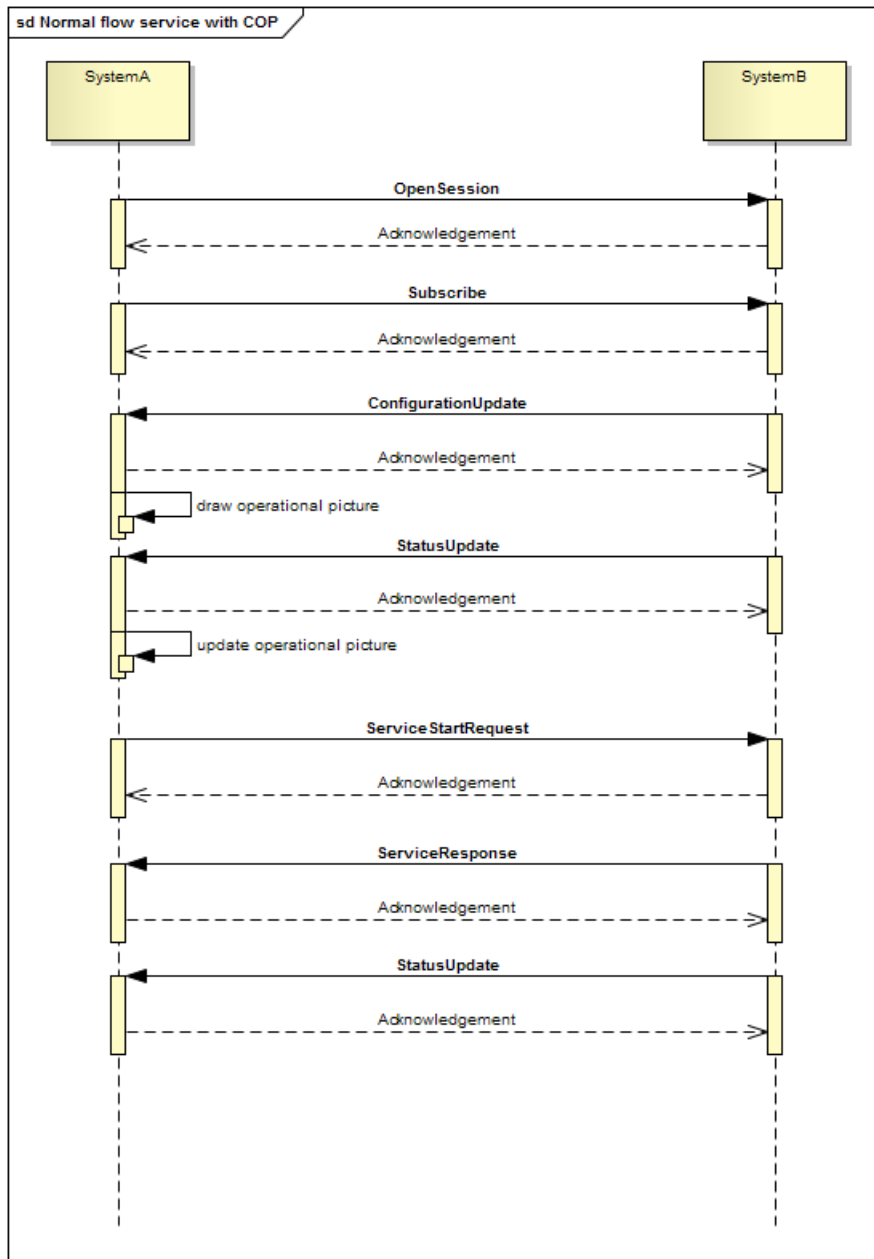 sd Normal flow service with COP
SystemA
SystemB
OpenSession
Acknowledgement
Subscribe
Acknowledgement
ConfigurationUpdate
Acknowledgement
draw operational picture
StatusUpdate
Acknowledgement
update operational picture
ServiceStartRequest
Acknowledgement
ServiceResponse
Acknowledgement
StatusUpdate
Acknowledgement